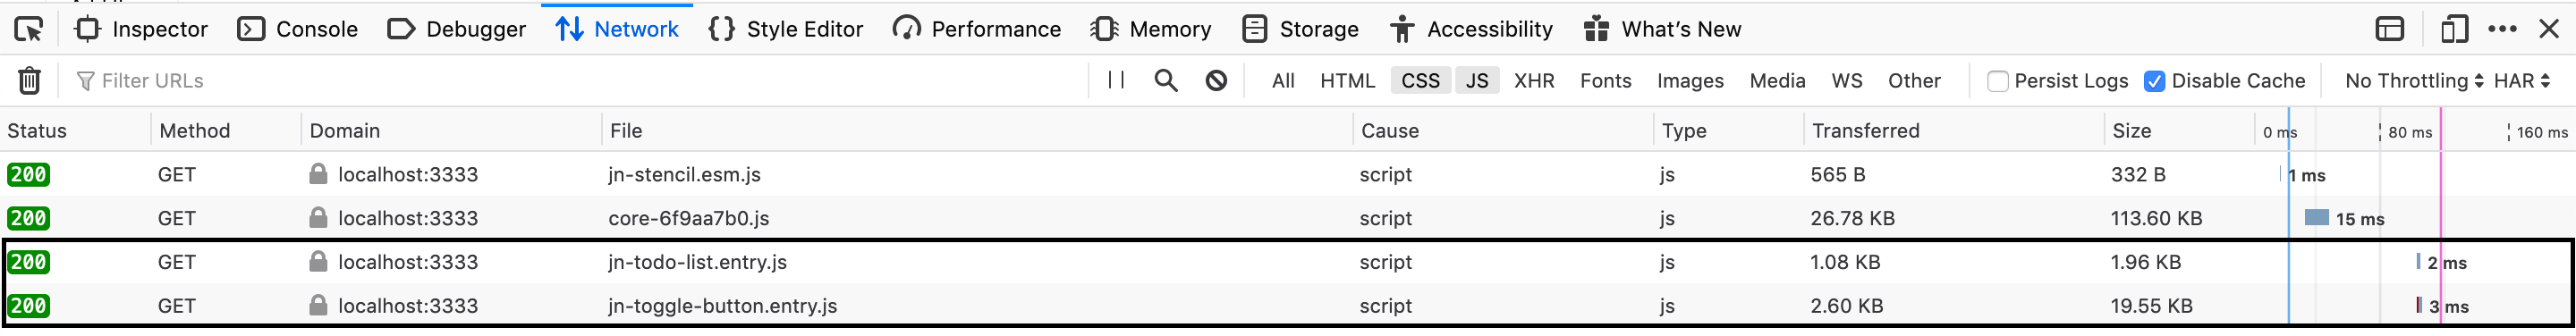 Inspector Console Debugger Network Style Editor Performance Memory Storage Accessibility What's New
Filter URLs All HTML CSS JS XHR Fonts Images Media WS Other Persist Logs Disable Cache No Throttling HAR
Status Method Domain File Cause Type Transferred Size 0 ms 80 ms 160 ms
200 GET localhost:3333 jn-stencil.esm.js script js 565 B 332 B 1 ms
200 GET localhost:3333 core-6f9aa7b0.js script js 26.78 KB 113.60 KB 15 ms
200 GET localhost:3333 jn-todo-list.entry.js script js 1.08 KB 1.96 KB 2 ms
200 GET localhost:3333 jn-toggle-button.entry.js script js 2.60 KB 19.55 KB 3 ms